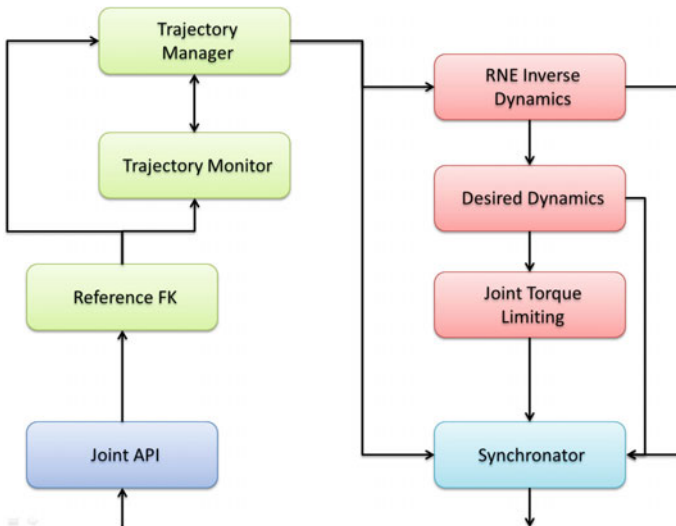 Trajectory
Manager
RNE Inverse
Dynamics
Trajectory Monitor
Desired Dynamics
Reference FK
Joint Torque
Limiting
Joint API
Synchronator